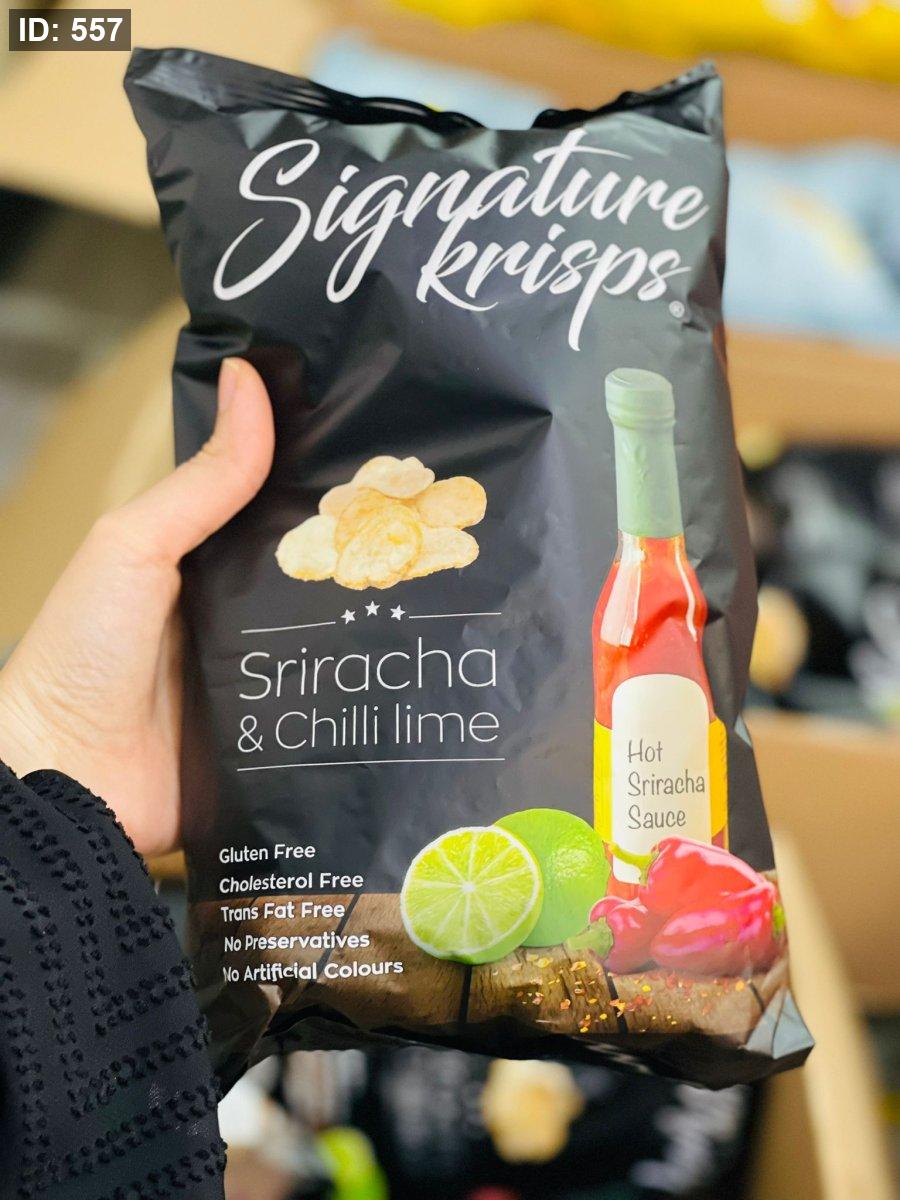 ID: 557
Signature
krisps®
Sriracha
& Chilli lime
Hot
Sriracha
Sauce
Gluten Free
Cholesterol Free
Trans Fat Free
No Preservatives
No Artificial Colours